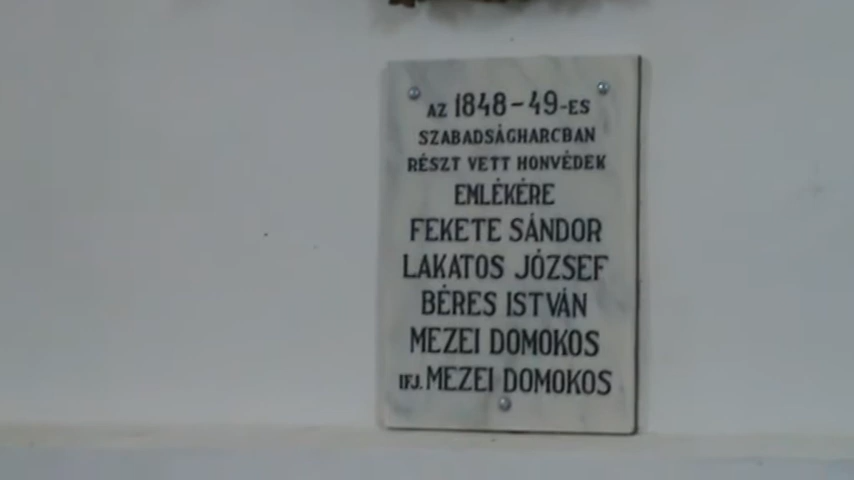 AZ 1848-49-ES
SZABADSÁGHARCBAN
RÉSZT VETT HONVÉDEK
EMLÉKÉRE
FEKETE SÁNDOR
LAKATOS JÓZSEF
BÉRES ISTVÁN
MEZEI DOMOKOS
IFJ. MEZEI DOMOKOS